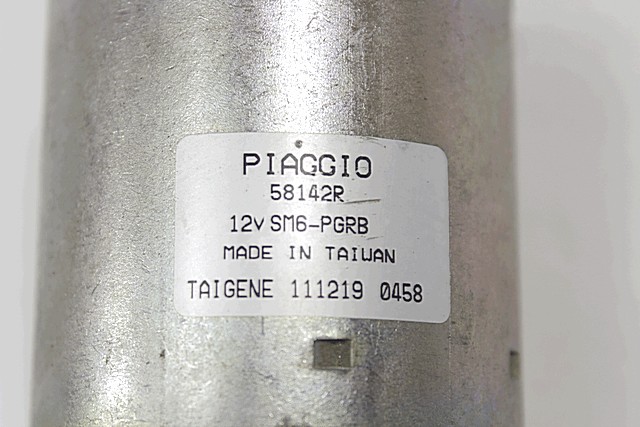 PIAGGIO
58142R
12v SM6-PGRB
MADE IN TAIWAN
TAIGENE 111219 0458